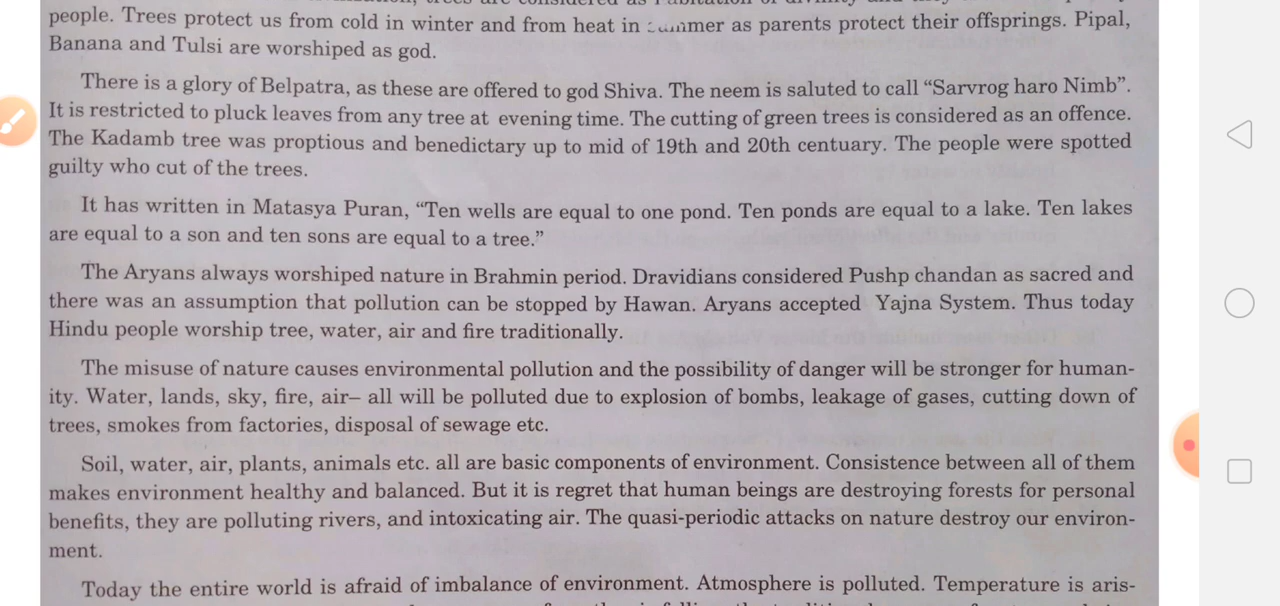 people. Trees protect us from cold in winter and from heat in summer as parents protect their offsprings. Pipal,
Banana and Tulsi are worshiped as god.
There is a glory of Belpatra, as these are offered to god Shiva. The neem is saluted to call “Sarvrog haro Nimb”.
It is restricted to pluck leaves from any tree at evening time. The cutting of green trees is considered as an offence.
The Kadamb tree was proptious and benedictary up to mid of 19th and 20th centuary. The people were spotted
guilty who cut of the trees.
It has written in Matasya Puran, “Ten wells are equal to one pond. Ten ponds are equal to a lake. Ten lakes
are equal to a son and ten sons are equal to a tree.”
The Aryans always worshiped nature in Brahmin period. Dravidians considered Pushp chandan as sacred and
there was an assumption that pollution can be stopped by Hawan. Aryans accepted Yajna System. Thus today
Hindu people worship tree, water, air and fire traditionally.
The misuse of nature causes environmental pollution and the possibility of danger will be stronger for human-
ity. Water, lands, sky, fire, air– all will be polluted due to explosion of bombs, leakage of gases, cutting down of
trees, smokes from factories, disposal of sewage etc.
Soil, water, air, plants, animals etc. all are basic components of environment. Consistence between all of them
makes environment healthy and balanced. But it is regret that human beings are destroying forests for personal
benefits, they are polluting rivers, and intoxicating air. The quasi-periodic attacks on nature destroy our environ-
ment.
Today the entire world is afraid of imbalance of environment. Atmosphere is polluted. Temperature is aris-